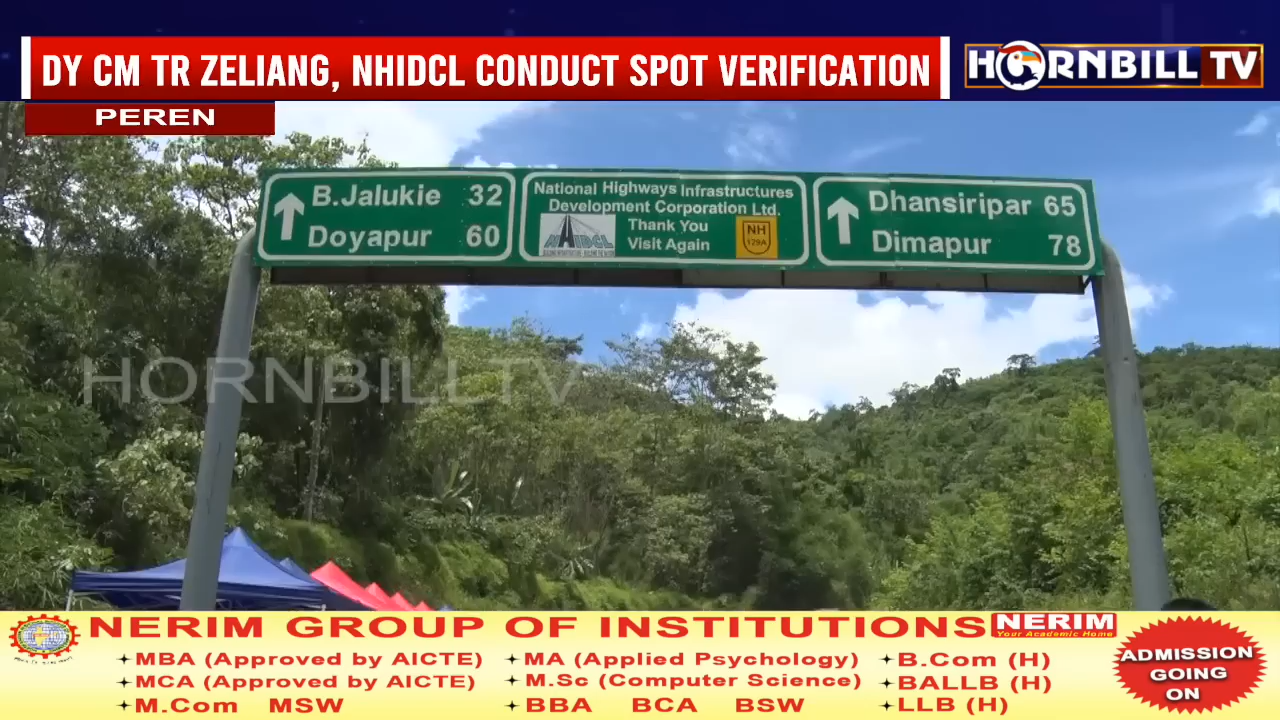 DY CM TR ZELIANG, NHIDCL CONDUCT SPOT VERIFICATION
HORNBILL TV
PEREN
B.Jalukie 32
Doyapur 60
National Highways Infrastructures
Development Corporation Ltd.
NHIDCL
Thank You
Visit Again
NH
129A
Dhansiripar 65
Dimapur 78
HORNBILL TV
NERIM GROUP OF INSTITUTIONS
NERIM
Your Academic Home
MBA (Approved by AICTE)
MCA (Approved by AICTE)
M.Com MSW
MA (Applied Psychology)
M.Sc (Computer Science)
BBA BCA BSW
B.Com (H)
BALLB (H)
LLB (H)
ADMISSION
GOING
ON